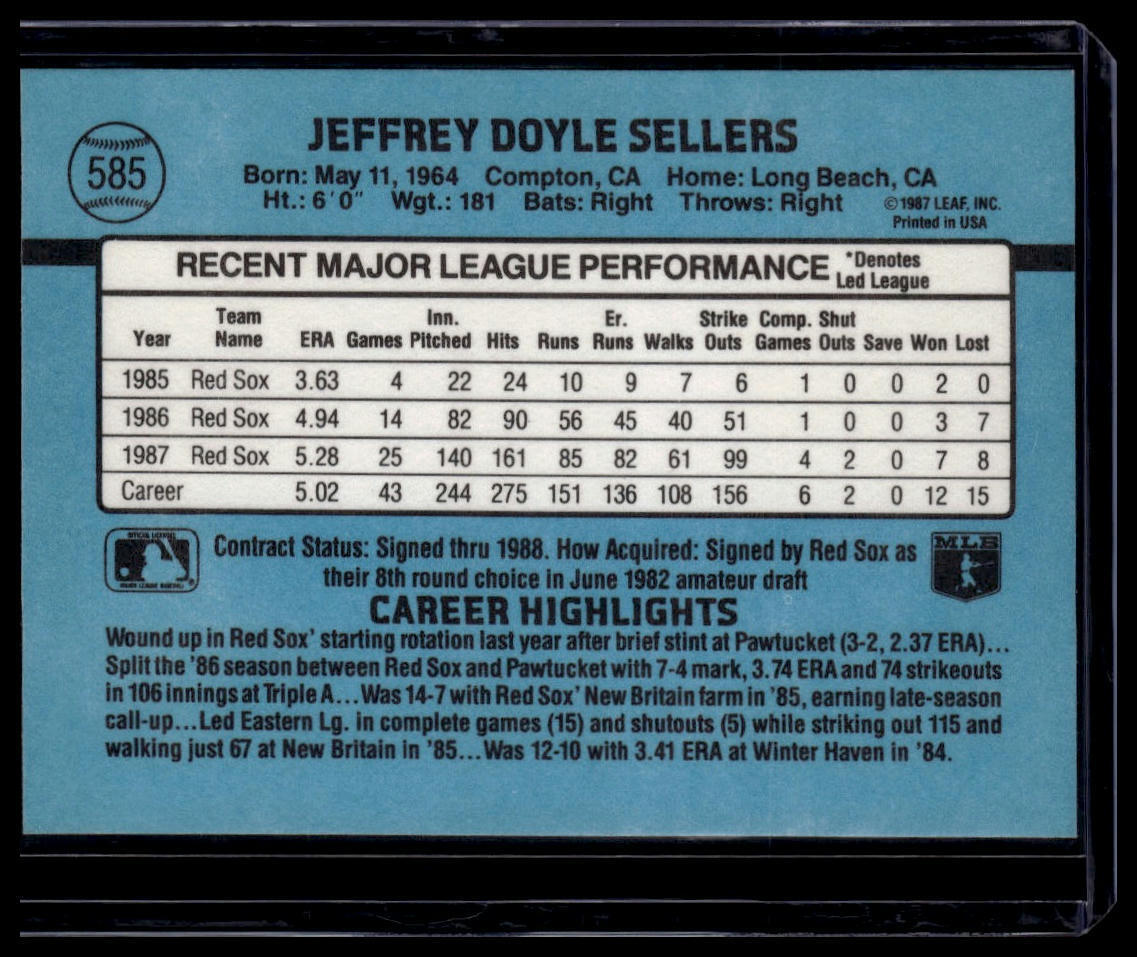 JEFFREY DOYLE SELLERS
585
Born: May 11, 1964 Compton, CA Home: Long Beach, CA
Ht.: 6'0" Wgt.: 181 Bats: Right Throws: Right ©1987 LEAF, INC.
Printed in USA
RECENT MAJOR LEAGUE PERFORMANCE *Denotes
Led League
Team Inn. Er. Strike Comp. Shut
Year Name ERA Games Pitched Hits Runs Runs Walks Outs Games Outs Save Won Lost
1985 Red Sox 3.63 4 22 24 10 9 7 6 1 0 0 2 0
1986 Red Sox 4.94 14 82 90 56 45 40 51 1 0 0 3 7
1987 Red Sox 5.28 25 140 161 85 82 61 99 4 2 0 7 8
Career 5.02 43 244 275 151 136 108 156 6 2 0 12 15
OFFICIAL LICENSEE
MAJOR LEAGUE BASEBALL
®
MLB
Contract Status: Signed thru 1988. How Acquired: Signed by Red Sox as
their 8th round choice in June 1982 amateur draft
CAREER HIGHLIGHTS
Wound up in Red Sox' starting rotation last year after brief stint at Pawtucket (3-2, 2.37 ERA)...
Split the '86 season between Red Sox and Pawtucket with 7-4 mark, 3.74 ERA and 74 strikeouts
in 106 innings at Triple A...Was 14-7 with Red Sox' New Britain farm in '85, earning late-season
call-up...Led Eastern Lg. in complete games (15) and shutouts (5) while striking out 115 and
walking just 67 at New Britain in '85...Was 12-10 with 3.41 ERA at Winter Haven in '84.